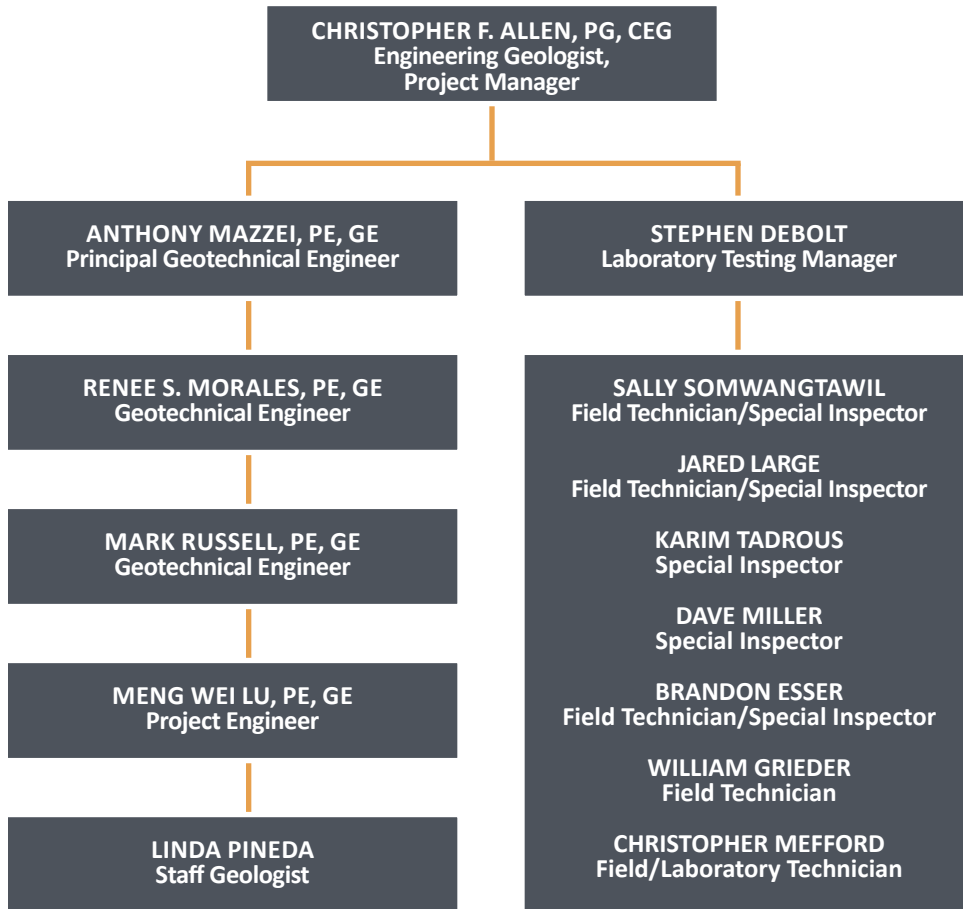 CHRISTOPHER F. ALLEN, PG, CEG
Engineering Geologist,
Project Manager
ANTHONY MAZZEI, PE, GE
Principal Geotechnical Engineer
RENEE S. MORALES, PE, GE
Geotechnical Engineer
MARK RUSSELL, PE, GE
Geotechnical Engineer
MENG WEI LU, PE, GE
Project Engineer
LINDA PINEDA
Staff Geologist
STEPHEN DEBOLT
Laboratory Testing Manager
SALLY SOMWANGTAWIL
Field Technician/Special Inspector
JARED LARGE
Field Technician/Special Inspector
KARIM TADROUS
Special Inspector
DAVE MILLER
Special Inspector
BRANDON ESSER
Field Technician/Special Inspector
WILLIAM GRIEDER
Field Technician
CHRISTOPHER MEFFORD
Field/Laboratory Technician